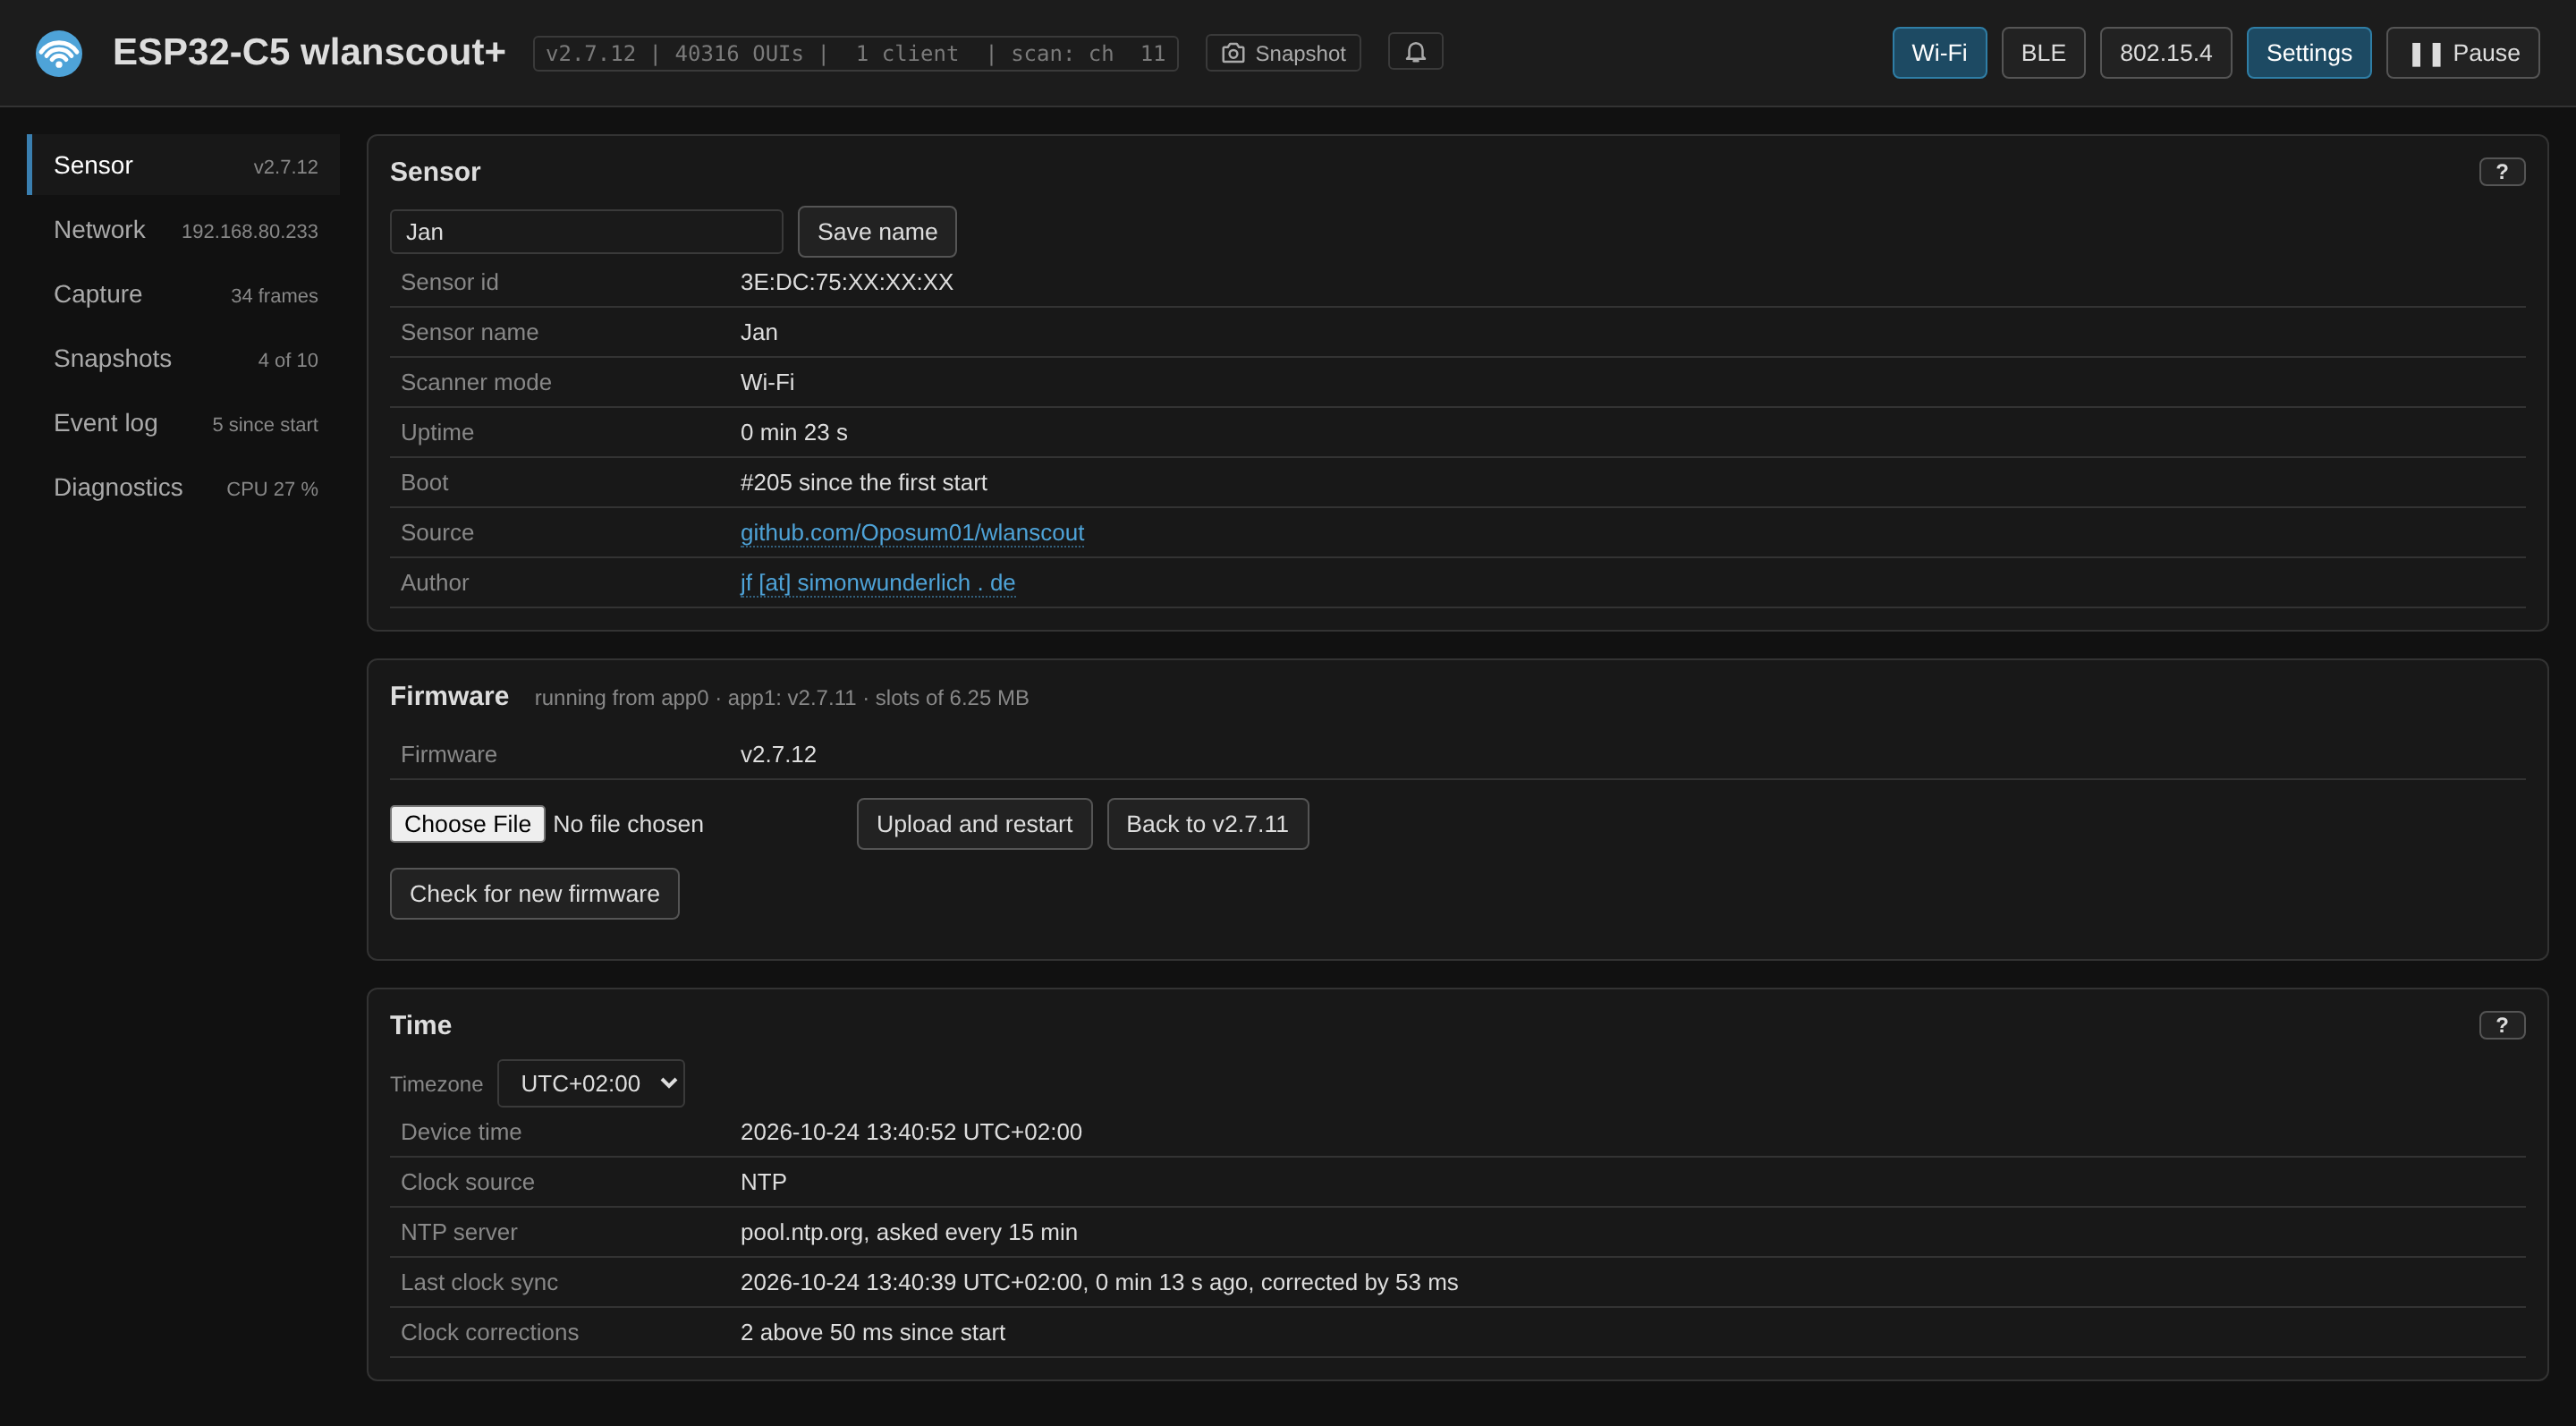 ESP32-C5 wlanscout+ v2.7.12 | 40316 OUIs | 1 client | scan: ch 11 Snapshot Wi-Fi BLE 802.15.4 Settings Pause
Sensor v2.7.12
Network 192.168.80.233
Capture 34 frames
Snapshots 4 of 10
Event log 5 since start
Diagnostics CPU 27 %
Sensor ?
Jan Save name
Sensor id 3E:DC:75:XX:XX:XX
Sensor name Jan
Scanner mode Wi-Fi
Uptime 0 min 23 s
Boot #205 since the first start
Source github.com/Oposum01/wlanscout
Author jf [at] simonwunderlich . de
Firmware running from app0 · app1: v2.7.11 · slots of 6.25 MB
Firmware v2.7.12
Choose File No file chosen Upload and restart Back to v2.7.11
Check for new firmware
Time ?
Timezone UTC+02:00
Device time 2026-10-24 13:40:52 UTC+02:00
Clock source NTP
NTP server pool.ntp.org, asked every 15 min
Last clock sync 2026-10-24 13:40:39 UTC+02:00, 0 min 13 s ago, corrected by 53 ms
Clock corrections 2 above 50 ms since start